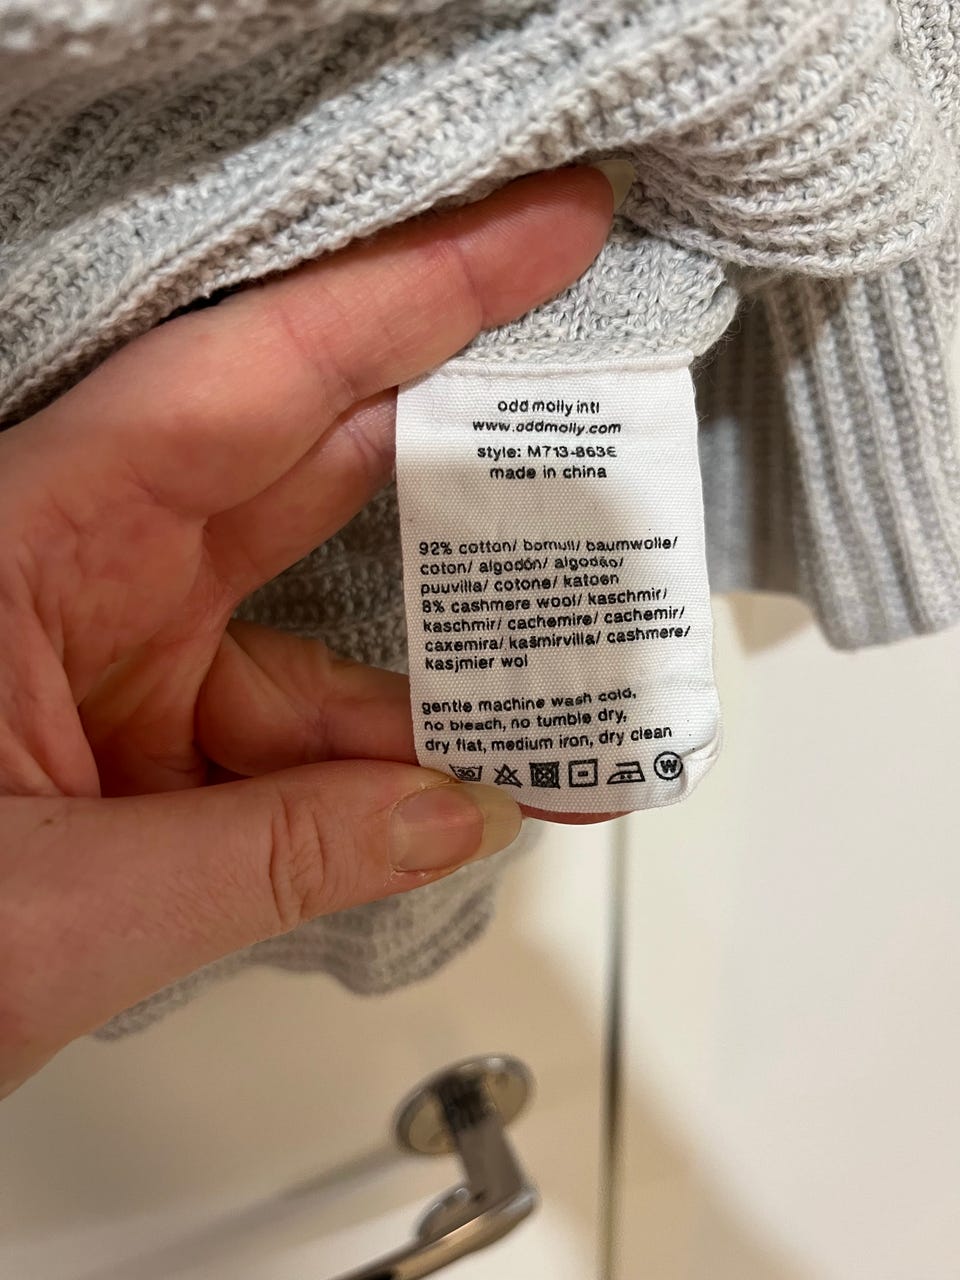 odd molly intl
www.oddmolly.com
style: M713-863E
made in china
92% cotton/ bomull/ baumwolle/
coton/ algodón/ algodão/
puuvilla/ cotone/ katoen
8% cashmere wool/ kaschmir/
kaschmir/ cachemire/ cachemir/
caxemira/ kašmirvilla/ cashmere/
kasjmier wol
gentle machine wash cold,
no bleach, no tumble dry,
dry flat, medium iron, dry clean
30 W